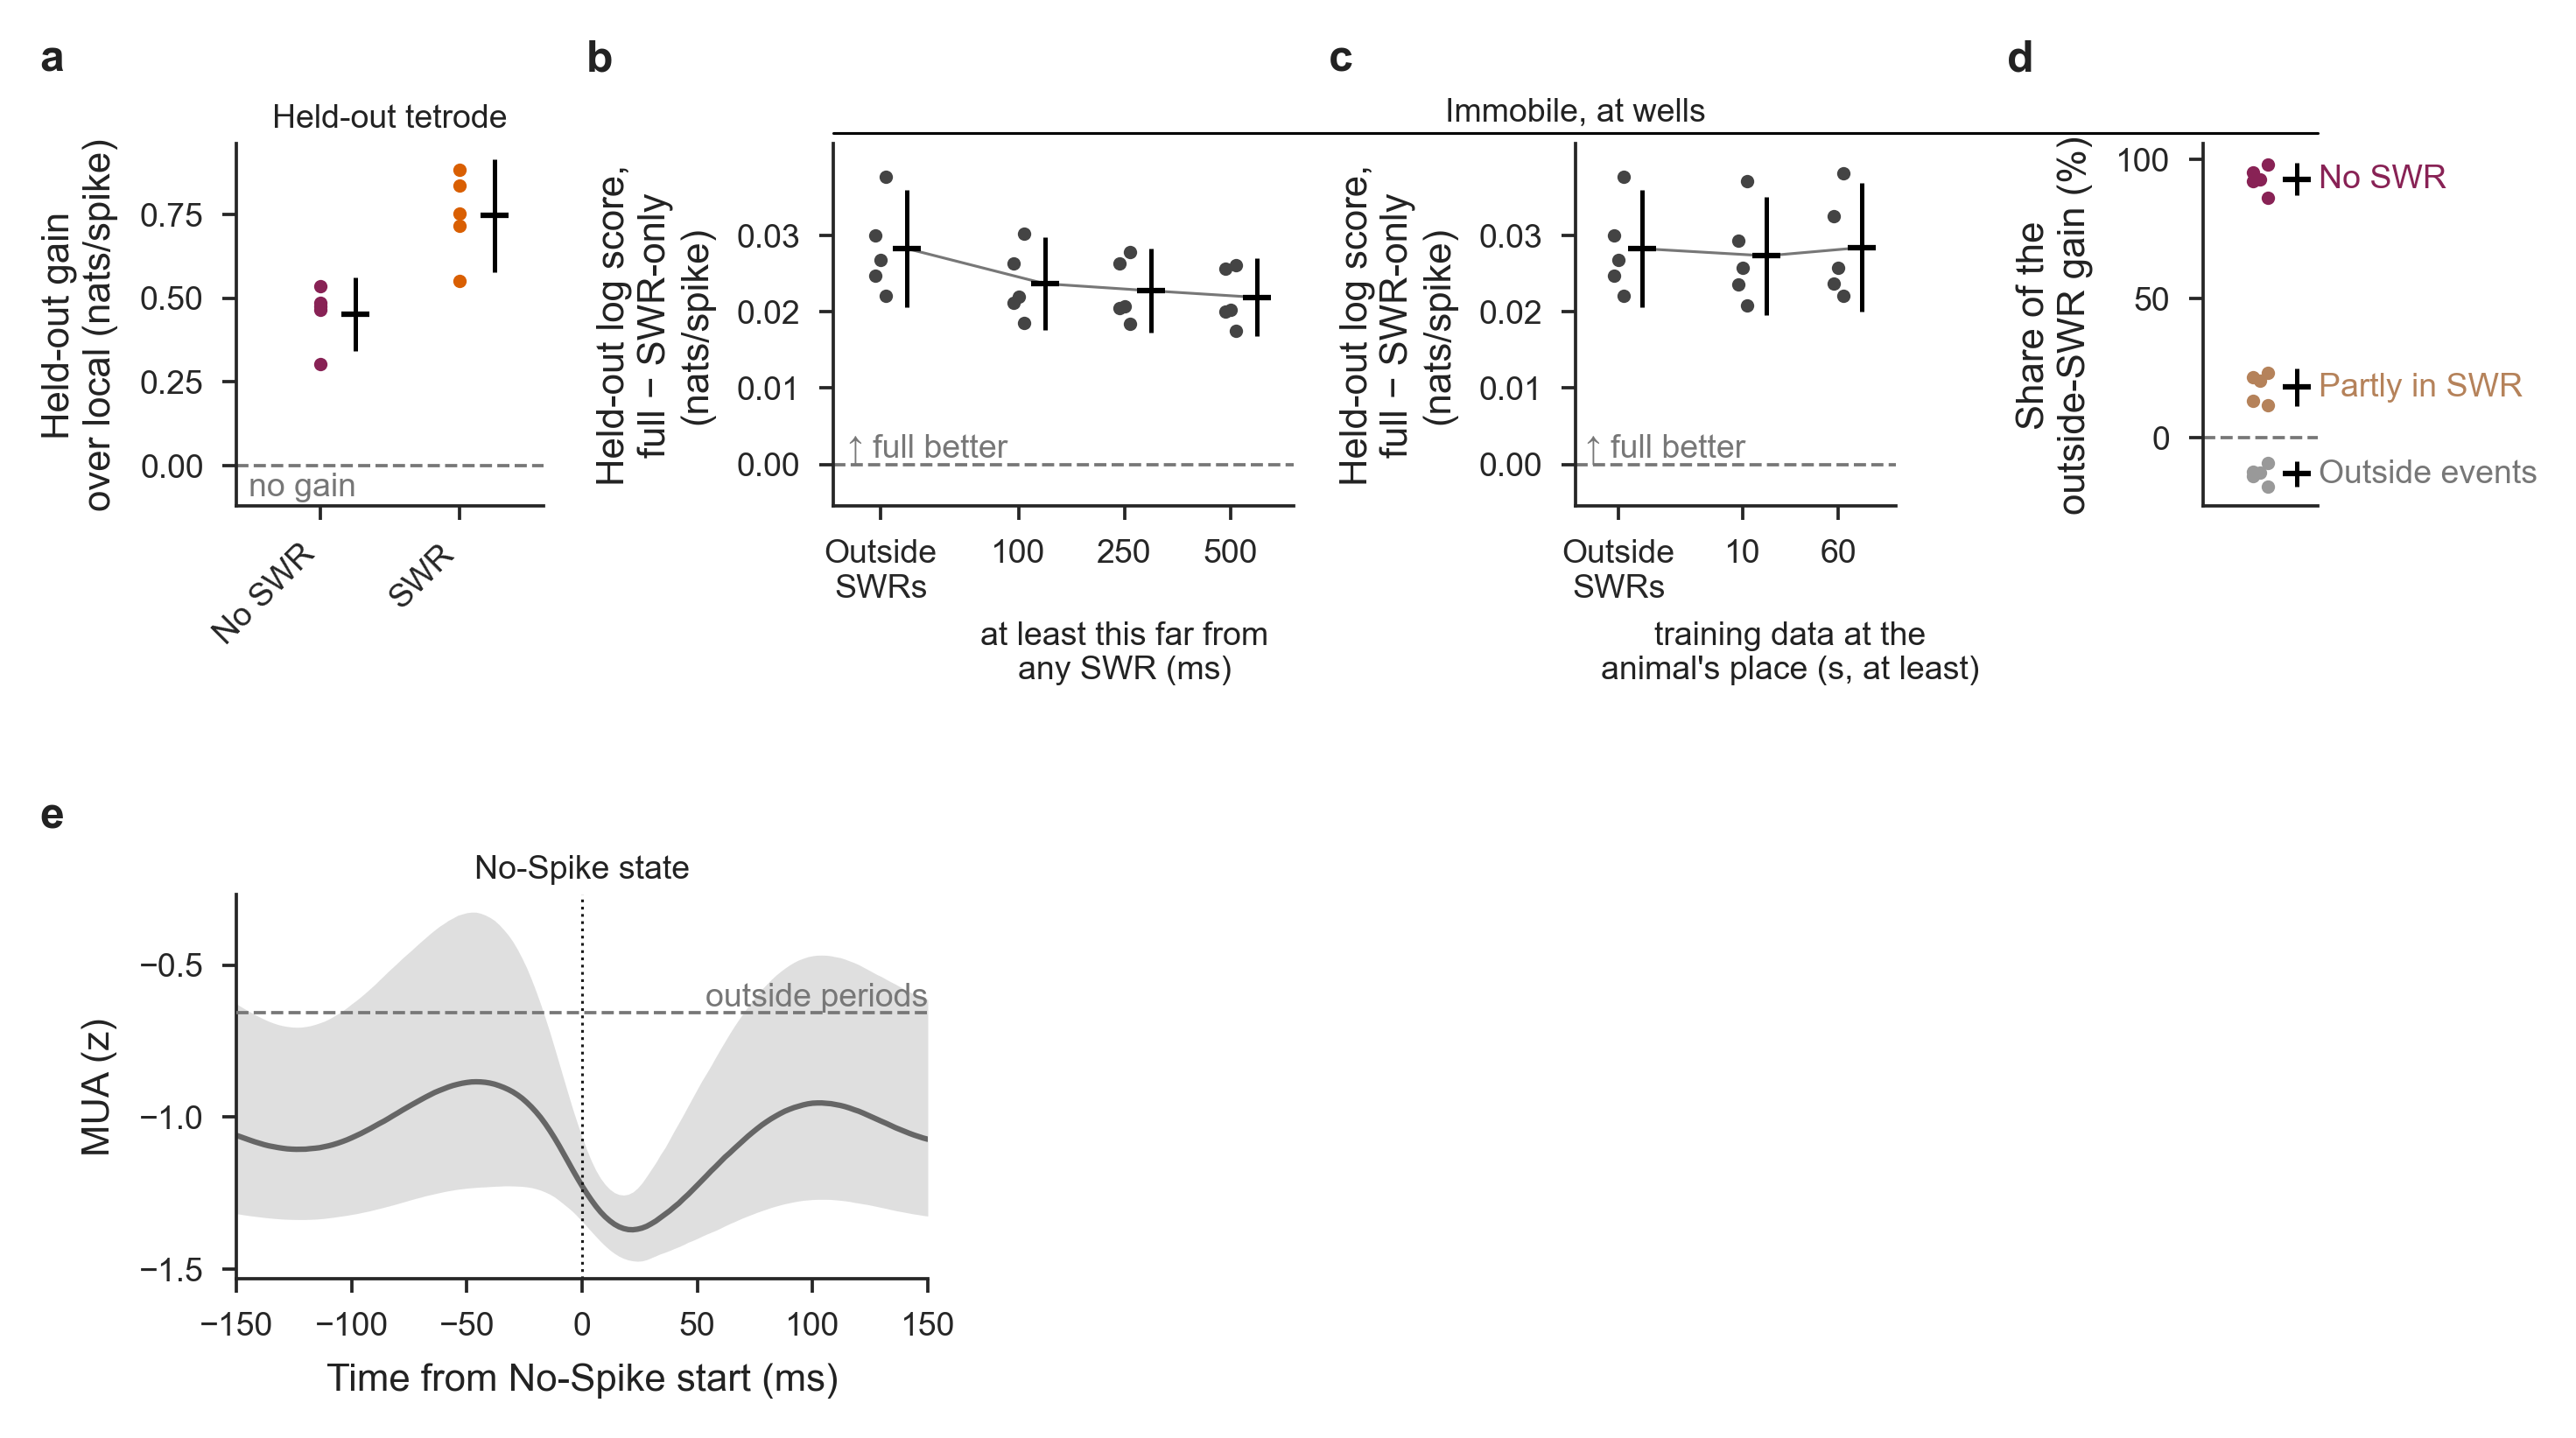 a
Held-out tetrode
Held-out gain
over local (nats/spike)
0.75
0.50
0.25
0.00
no gain
No SWR
SWR
b
Immobile, at wells
Held-out log score,
full − SWR-only
(nats/spike)
0.03
0.02
0.01
0.00
↑ full better
Outside
SWRs
100
250
500
at least this far from
any SWR (ms)
c
Held-out log score,
full − SWR-only
(nats/spike)
0.03
0.02
0.01
0.00
↑ full better
Outside
SWRs
10
60
training data at the
animal's place (s, at least)
d
Share of the
outside-SWR gain (%)
100
50
0
No SWR
Partly in SWR
Outside events
e
No-Spike state
MUA (z)
−0.5
−1.0
−1.5
outside periods
−150
−100
−50
0
50
100
150
Time from No-Spike start (ms)